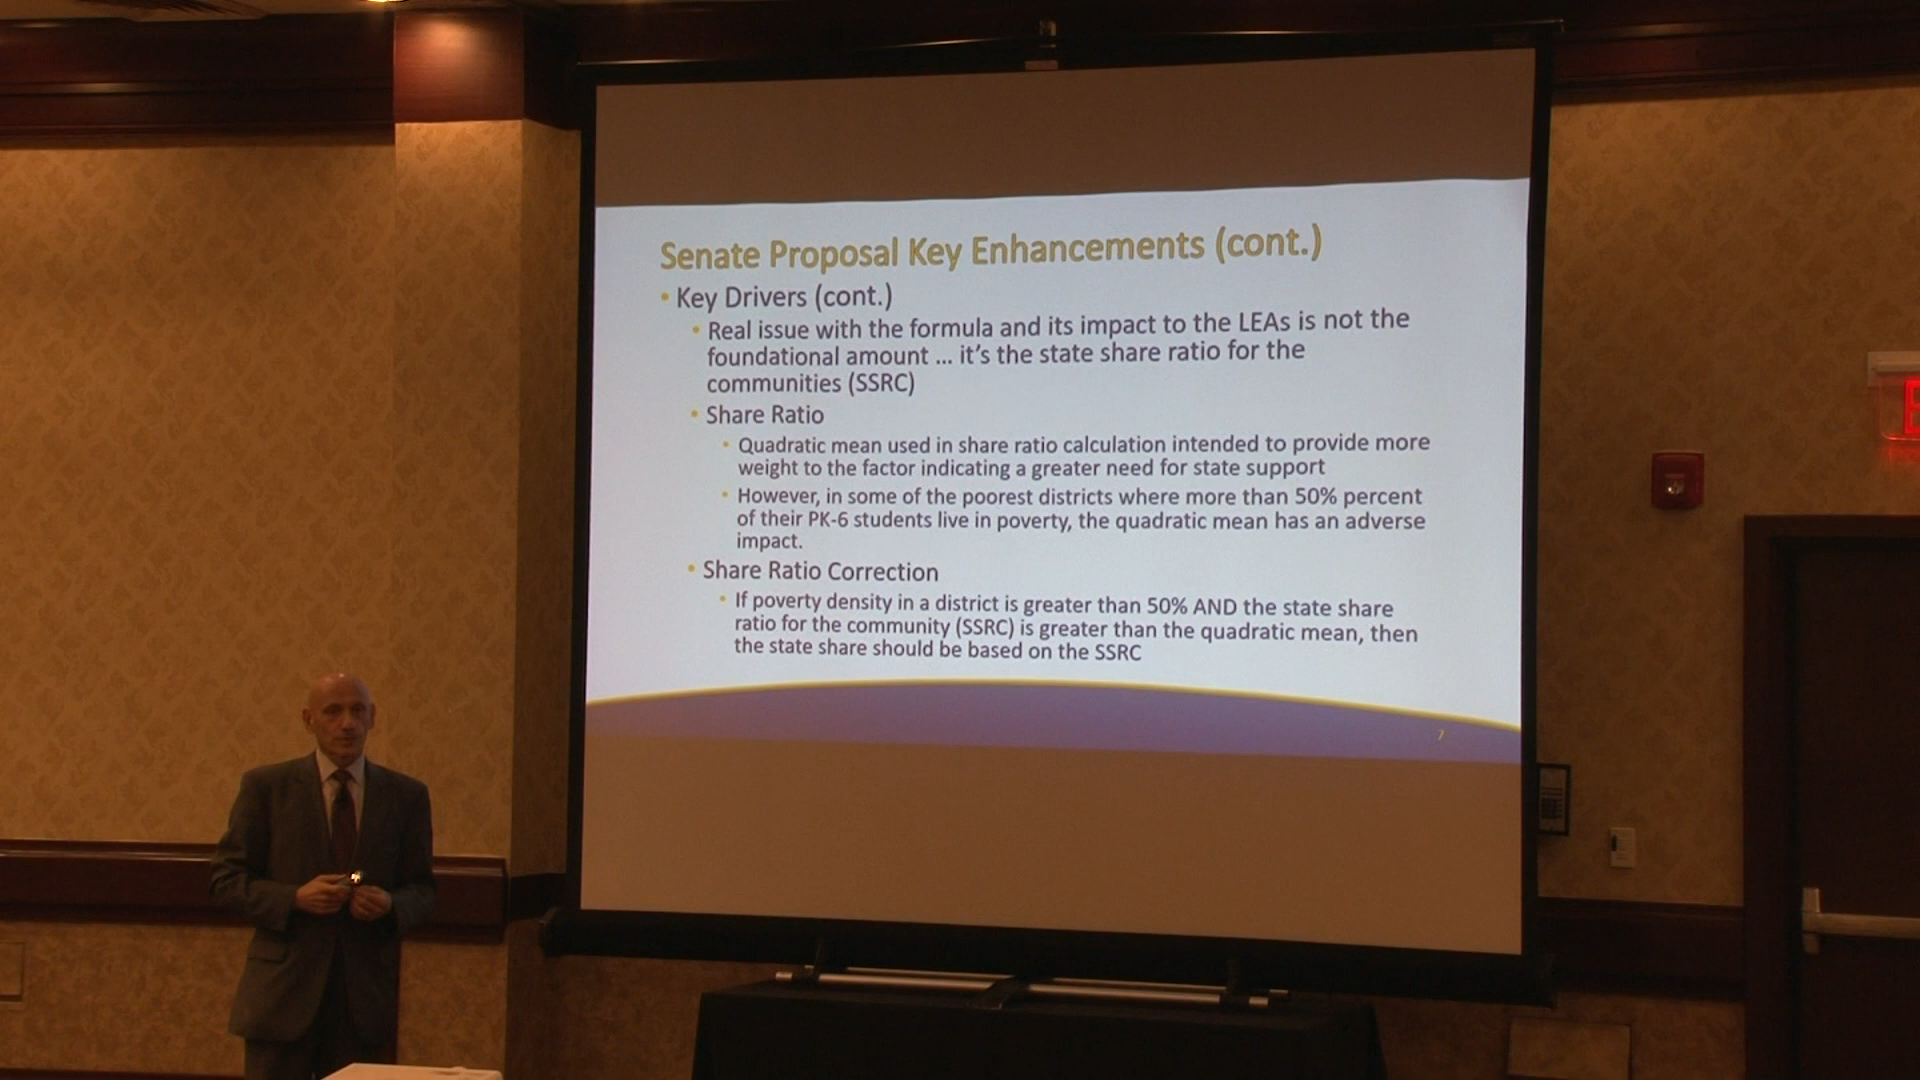 Senate Proposal Key Enhancements (cont.)
• Key Drivers (cont.)
• Real issue with the formula and its impact to the LEAs is not the
foundational amount ... it's the state share ratio for the
communities (SSRC)
• Share Ratio
• Quadratic mean used in share ratio calculation intended to provide more
weight to the factor indicating a greater need for state support
• However, in some of the poorest districts where more than 50% percent
of their PK-6 students live in poverty, the quadratic mean has an adverse
impact.
• Share Ratio Correction
• If poverty density in a district is greater than 50% AND the state share
ratio for the community (SSRC) is greater than the quadratic mean, then
the state share should be based on the SSRC
7